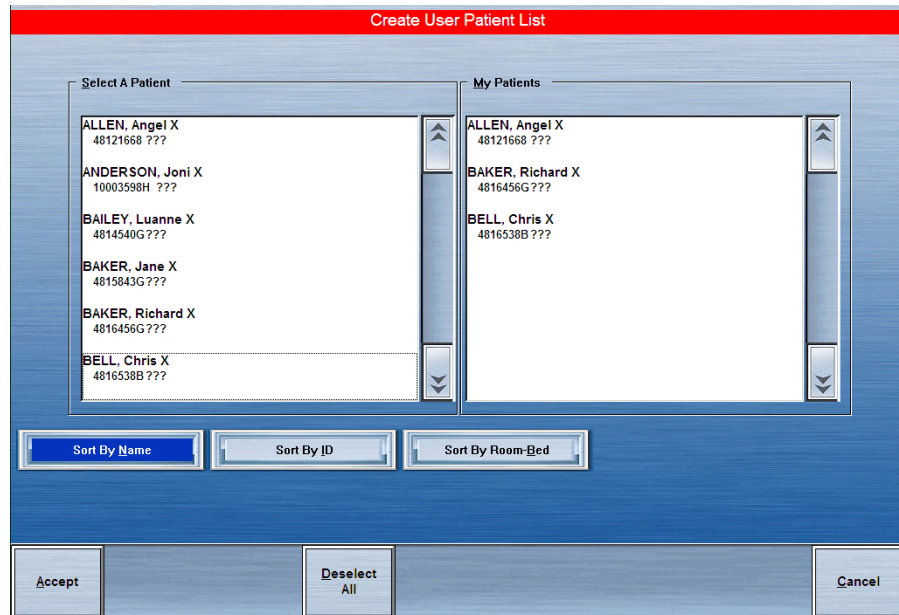 Create User Patient List
Select A Patient
ALLEN, Angel X
48121668 ???
ANDERSON, Joni X
10003598H ???
BAILEY, Luanne X
4814540G???
BAKER, Jane X
4815843G???
BAKER, Richard X
4816456G???
BELL, Chris X
4816538B???
My Patients
ALLEN, Angel X
48121668 ???
BAKER, Richard X
4816456G???
BELL, Chris X
4816538B???
Sort By Name
Sort By ID
Sort By Room-Bed
Accept
Deselect
All
Cancel